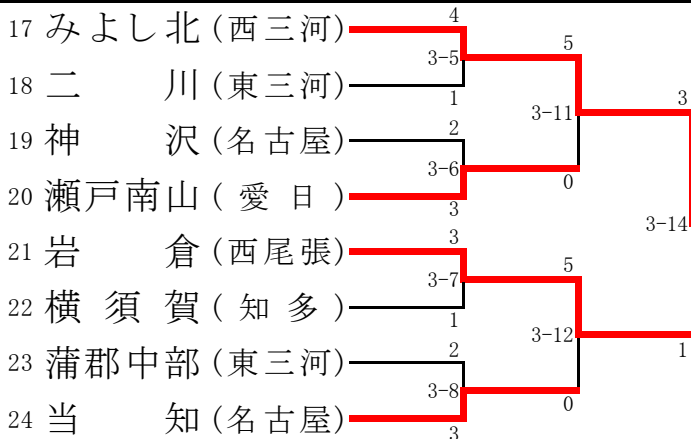 17 みよし北 (西三河)
18 二川 (東三河)
19 神沢 (名古屋)
20 瀬戸南山 (愛日)
21 岩倉 (西尾張)
22 横須賀 (知多)
23 蒲郡中部 (東三河)
24 当知 (名古屋)
4
3-5
1
2
3-6
3
3
3-7
1
2
3-8
3
5
3-11
0
5
3-12
0
3
3-14
1